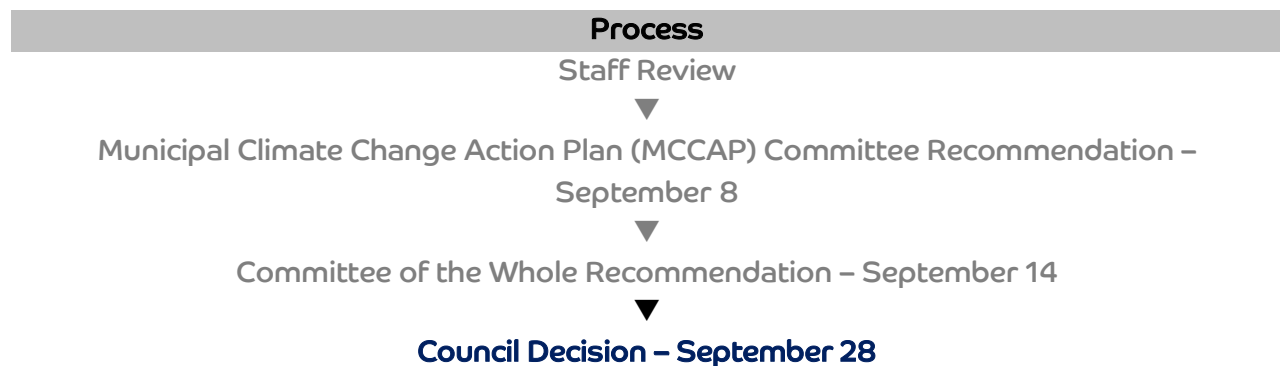 Process
Staff Review
Municipal Climate Change Action Plan (MCCAP) Committee Recommendation –
September 8
Committee of the Whole Recommendation – September 14
Council Decision – September 28